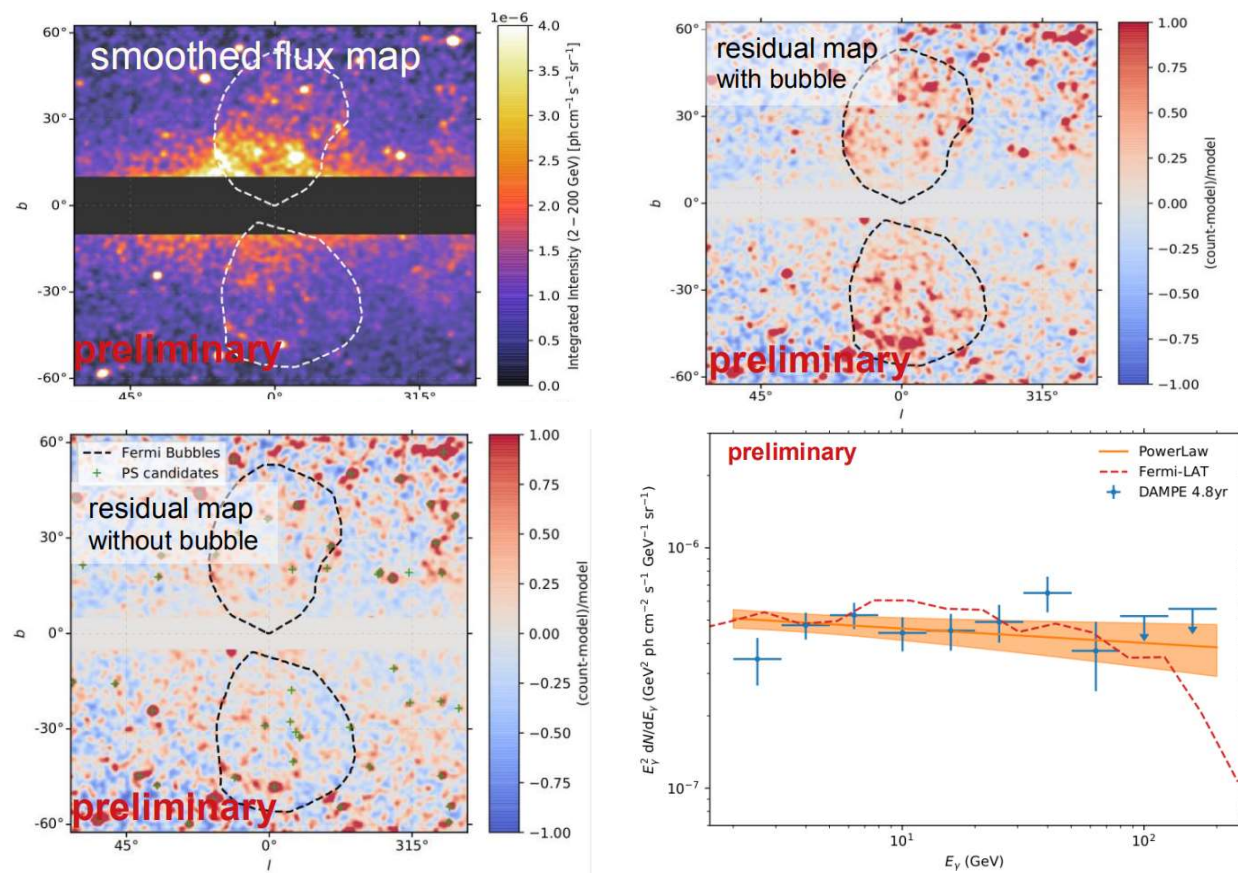 smoothed flux map
preliminary
60°
30°
0°
-30°
-60°
b
45°
0°
315°
1e−6
4.0
3.5
3.0
2.5
2.0
1.5
1.0
0.5
0.0
Integrated Intensity (2 − 200 GeV) [ph cm⁻² s⁻¹ sr⁻¹]
residual map
with bubble
preliminary
60°
30°
0°
-30°
-60°
b
45°
0°
315°
l
1.00
0.75
0.50
0.25
0.00
−0.25
−0.50
−0.75
−1.00
(count-model)/model
Fermi Bubbles
PS candidates
residual map
without bubble
preliminary
60°
30°
0°
-30°
-60°
b
45°
0°
315°
l
1.00
0.75
0.50
0.25
0.00
−0.25
−0.50
−0.75
−1.00
(count-model)/model
preliminary
PowerLaw
Fermi-LAT
DAMPE 4.8yr
10⁻⁶
10⁻⁷
E²γ dN/dEγ (GeV² ph cm⁻² s⁻¹ GeV⁻¹ sr⁻¹)
10¹
10²
Eγ (GeV)